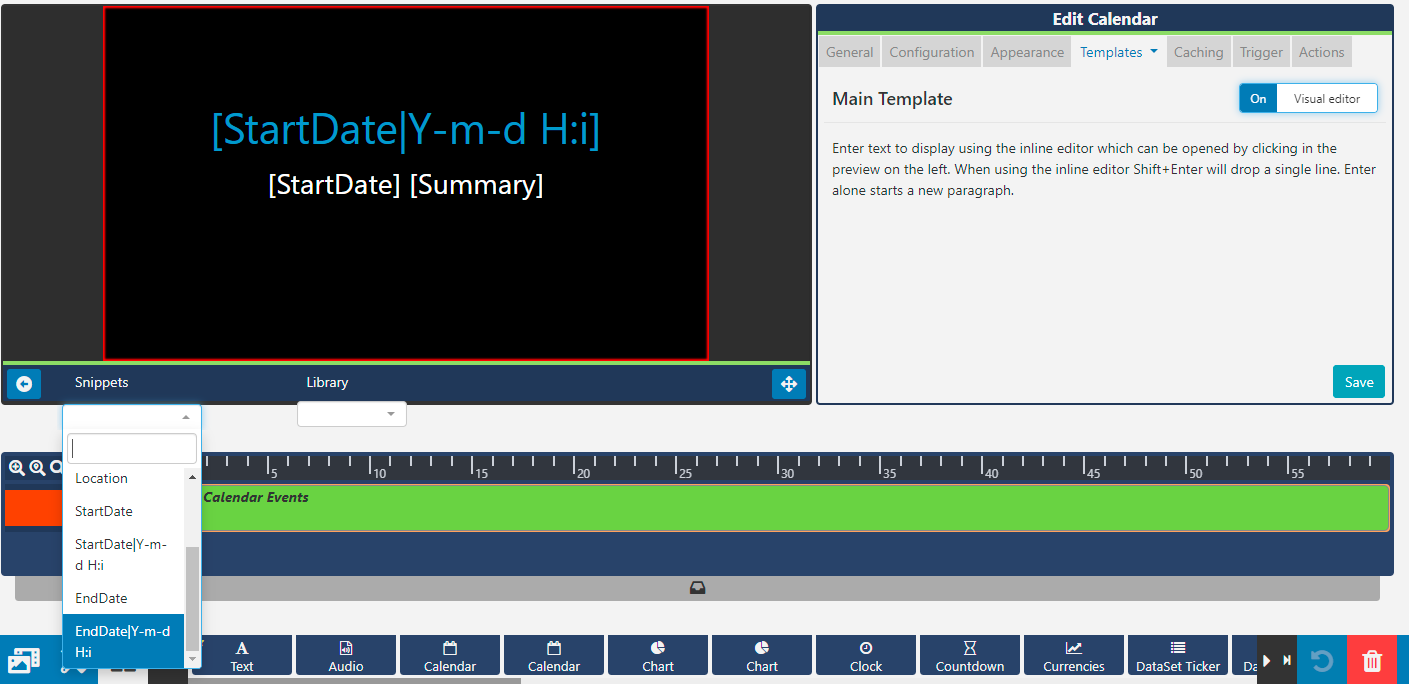 Edit Calendar
General Configuration Appearance Templates Caching Trigger Actions
Main Template
On Visual editor
Enter text to display using the inline editor which can be opened by clicking in the
preview on the left. When using the inline editor Shift+Enter will drop a single line. Enter
alone starts a new paragraph.
Save
[StartDate|Y-m-d H:i]
[StartDate] [Summary]
Snippets
Library
Location
StartDate
StartDate|Y-m-
d H:i
EndDate
EndDate|Y-m-d
H:i
5 10 15 20 25 30 35 40 45 50 55
Calendar Events
Text Audio Calendar Calendar Chart Chart Clock Countdown Currencies DataSet Ticker Da